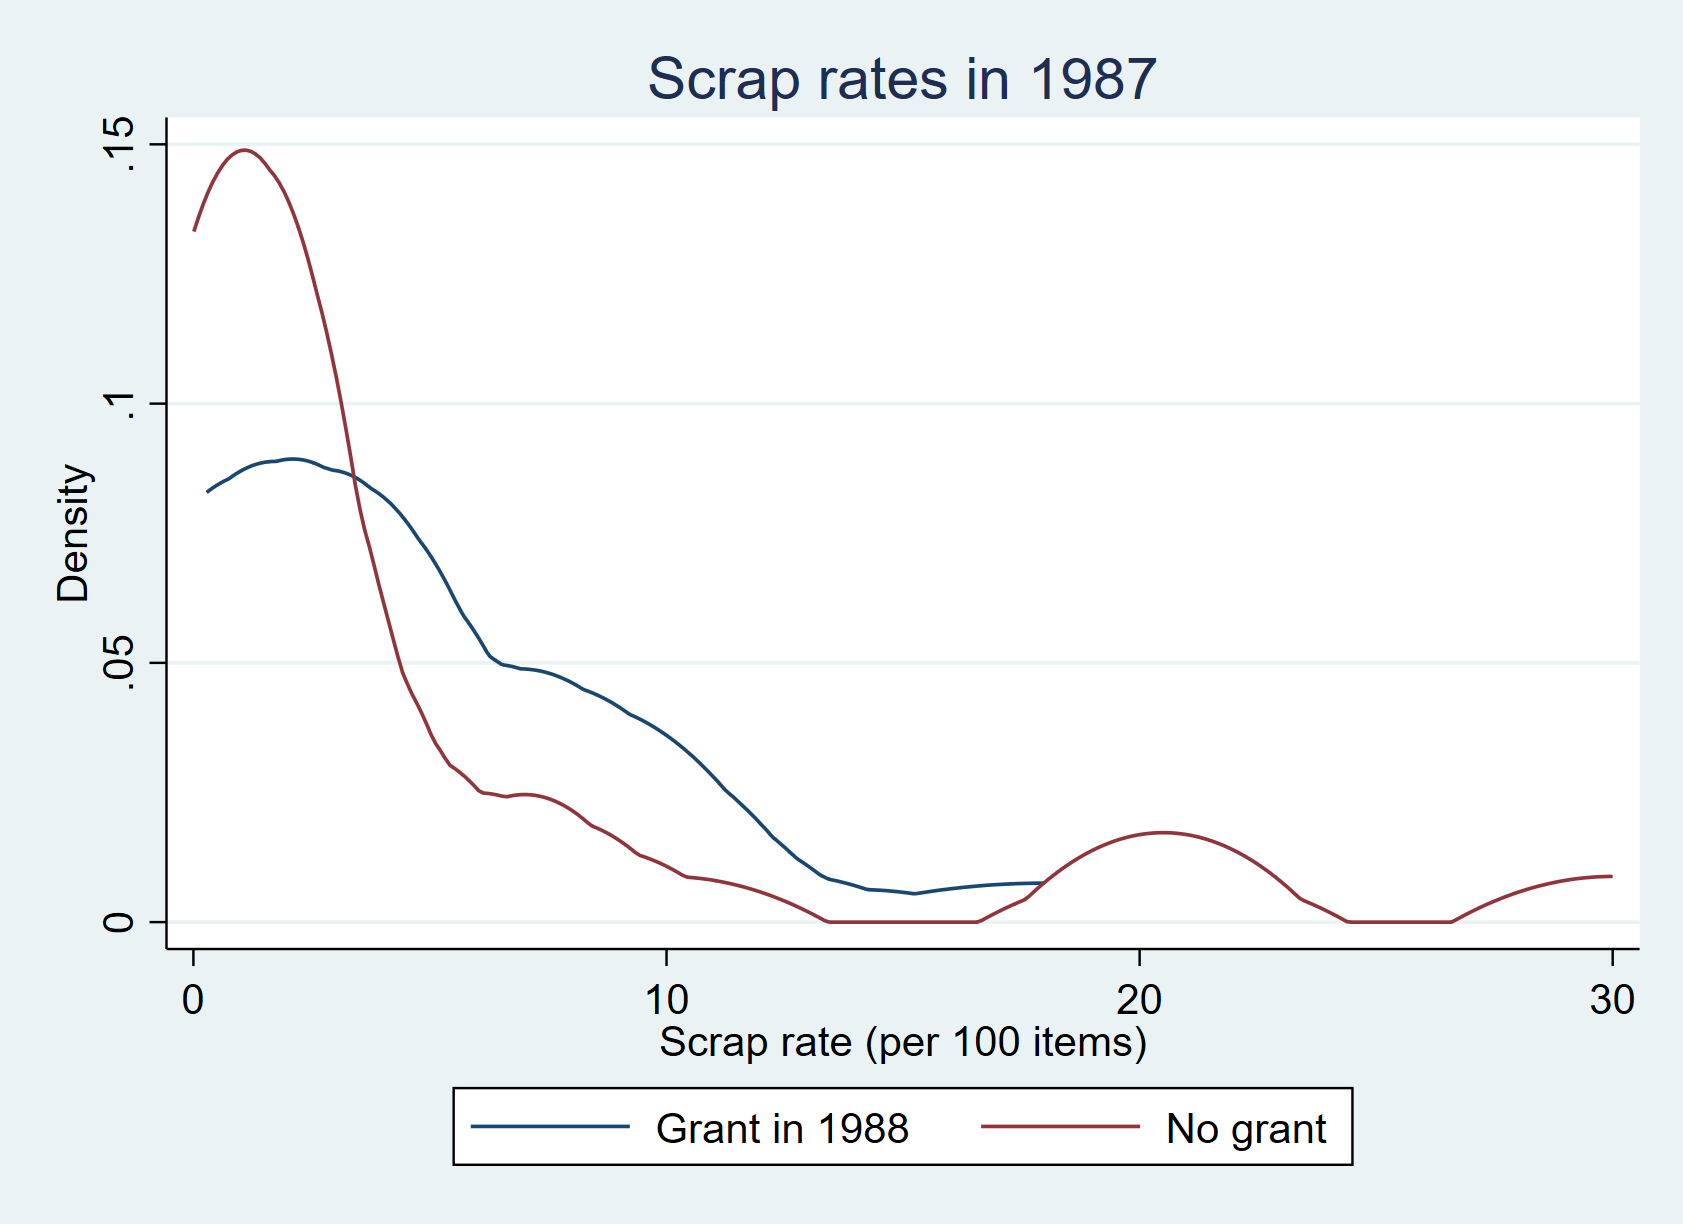 Scrap rates in 1987
.15
.1
.05
0
Density
0 10 20 30
Scrap rate (per 100 items)
Grant in 1988 No grant